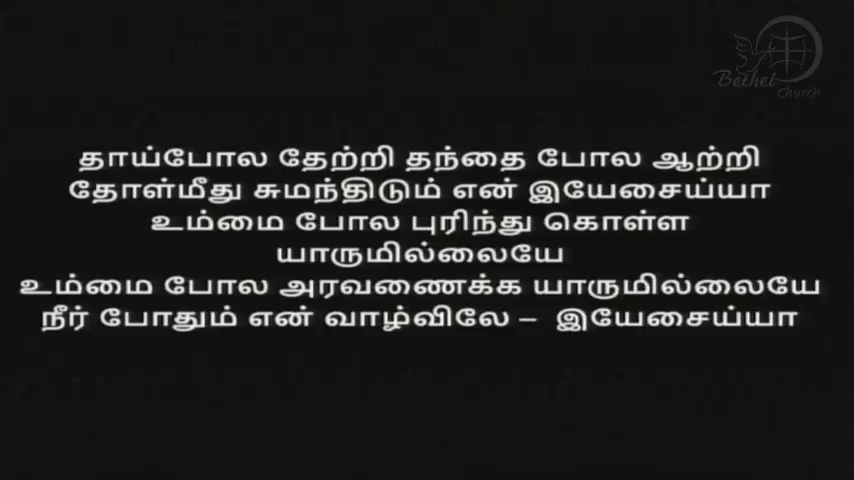 Bethel
Church
தாய்போல தேற்றி தந்தை போல ஆற்றி
தோள்மீது சுமந்திடும் என் இயேசைய்யா
உம்மை போல புரிந்து கொள்ள
யாருமில்லையே
உம்மை போல அரவணைக்க யாருமில்லையே
நீர் போதும் என் வாழ்விலே – இயேசைய்யா